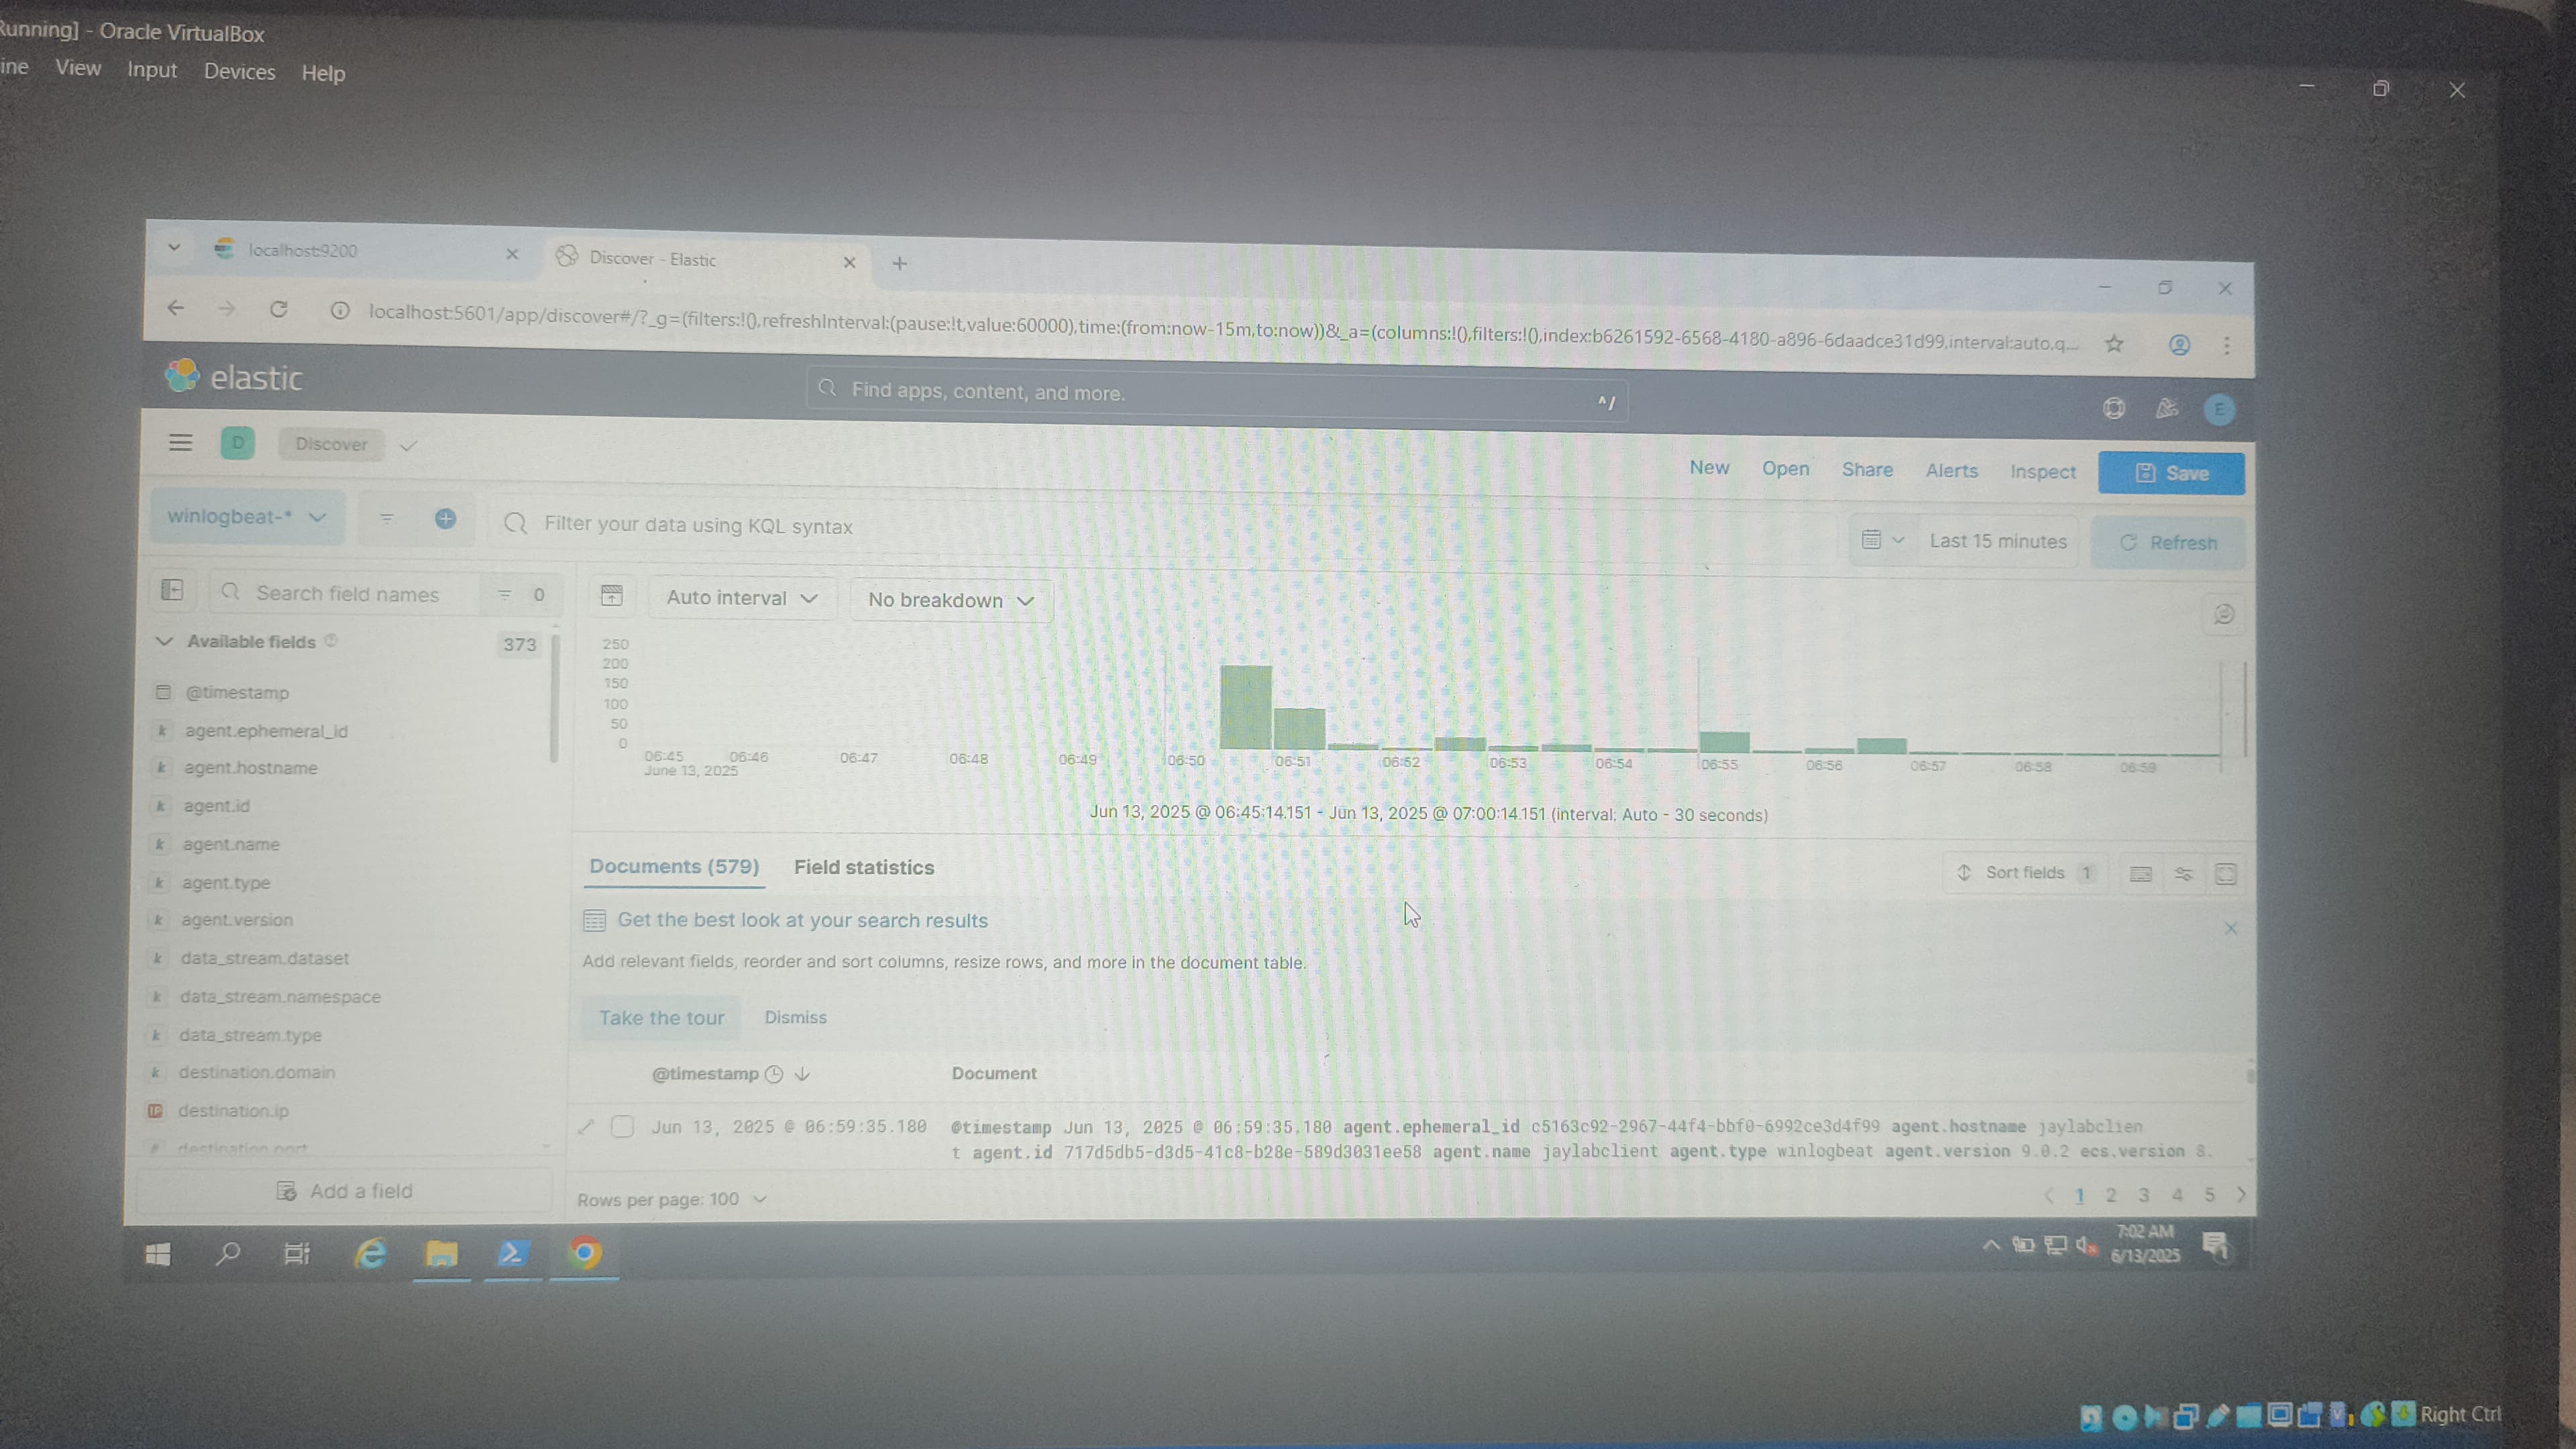 Running] - Oracle VirtualBox
ine View Input Devices Help
localhost:9200
Discover - Elastic
localhost:5601/app/discover#/?_g=(filters:!(),refreshInterval:(pause:!t,value:60000),time:(from:now-15m,to:now))&_a=(columns:!(),filters:!(),index:b6261592-6568-4180-a896-6daadce31d99,interval:auto,q...
elastic
Find apps, content, and more.
^/
E
D
Discover
New Open Share Alerts Inspect Save
winlogbeat-*
Filter your data using KQL syntax
Last 15 minutes
Refresh
Search field names
0
Auto interval
No breakdown
Available fields
373
@timestamp
k agent.ephemeral_id
k agent.hostname
k agent.id
k agent.name
k agent.type
k agent.version
k data_stream.dataset
k data_stream.namespace
k data_stream.type
k destination.domain
IP destination.ip
# destination.port
Add a field
250
200
150
100
50
0
06:45 06:46 06:47 06:48 06:49 06:50 06:51 06:52 06:53 06:54 06:55 06:56 06:57 06:58 06:59
June 13, 2025
Jun 13, 2025 @ 06:45:14.151 - Jun 13, 2025 @ 07:00:14.151 (interval: Auto - 30 seconds)
Documents (579)
Field statistics
Sort fields 1
Get the best look at your search results
Add relevant fields, reorder and sort columns, resize rows, and more in the document table.
Take the tour
Dismiss
@timestamp
Document
Jun 13, 2025 @ 06:59:35.180
@timestamp Jun 13, 2025 @ 06:59:35.180 agent.ephemeral_id c5163c92-2967-44f4-bbf0-6992ce3d4f99 agent.hostname jaylabclien
t agent.id 717d5db5-d3d5-41c8-b28e-589d3031ee58 agent.name jaylabclient agent.type winlogbeat agent.version 9.0.2 ecs.version 8.
Rows per page: 100
1 2 3 4 5
7:02 AM
6/13/2025
Right Ctrl